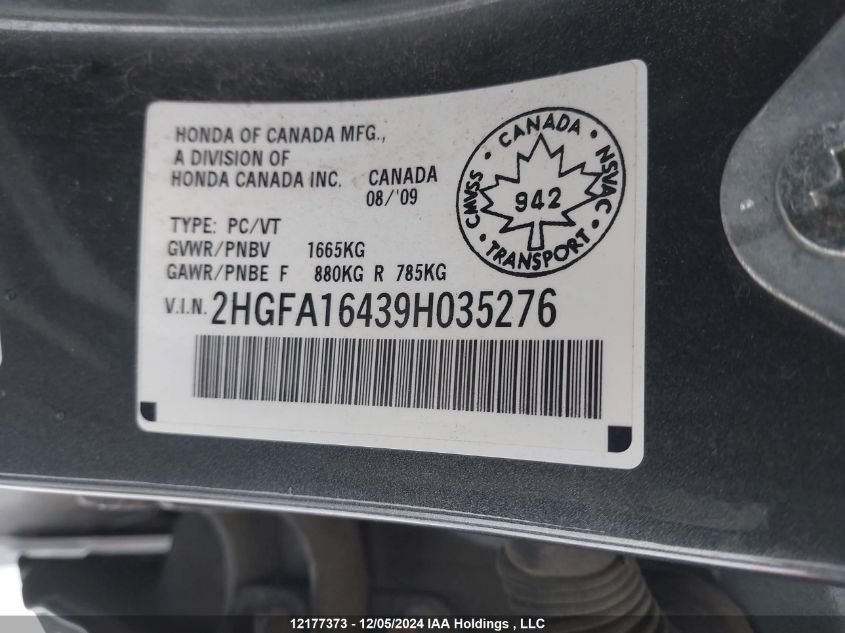 HONDA OF CANADA MFG.,
A DIVISION OF
HONDA CANADA INC. CANADA
08/'09
TYPE: PC/VT
GVWR/PNBV 1665KG
GAWR/PNBE F 880KG R 785KG
V.I.N. 2HGFA16439H035276
CANADA • NSVAC • TRANSPORT • CMVSS •
942
12177373 - 12/05/2024 IAA Holdings , LLC